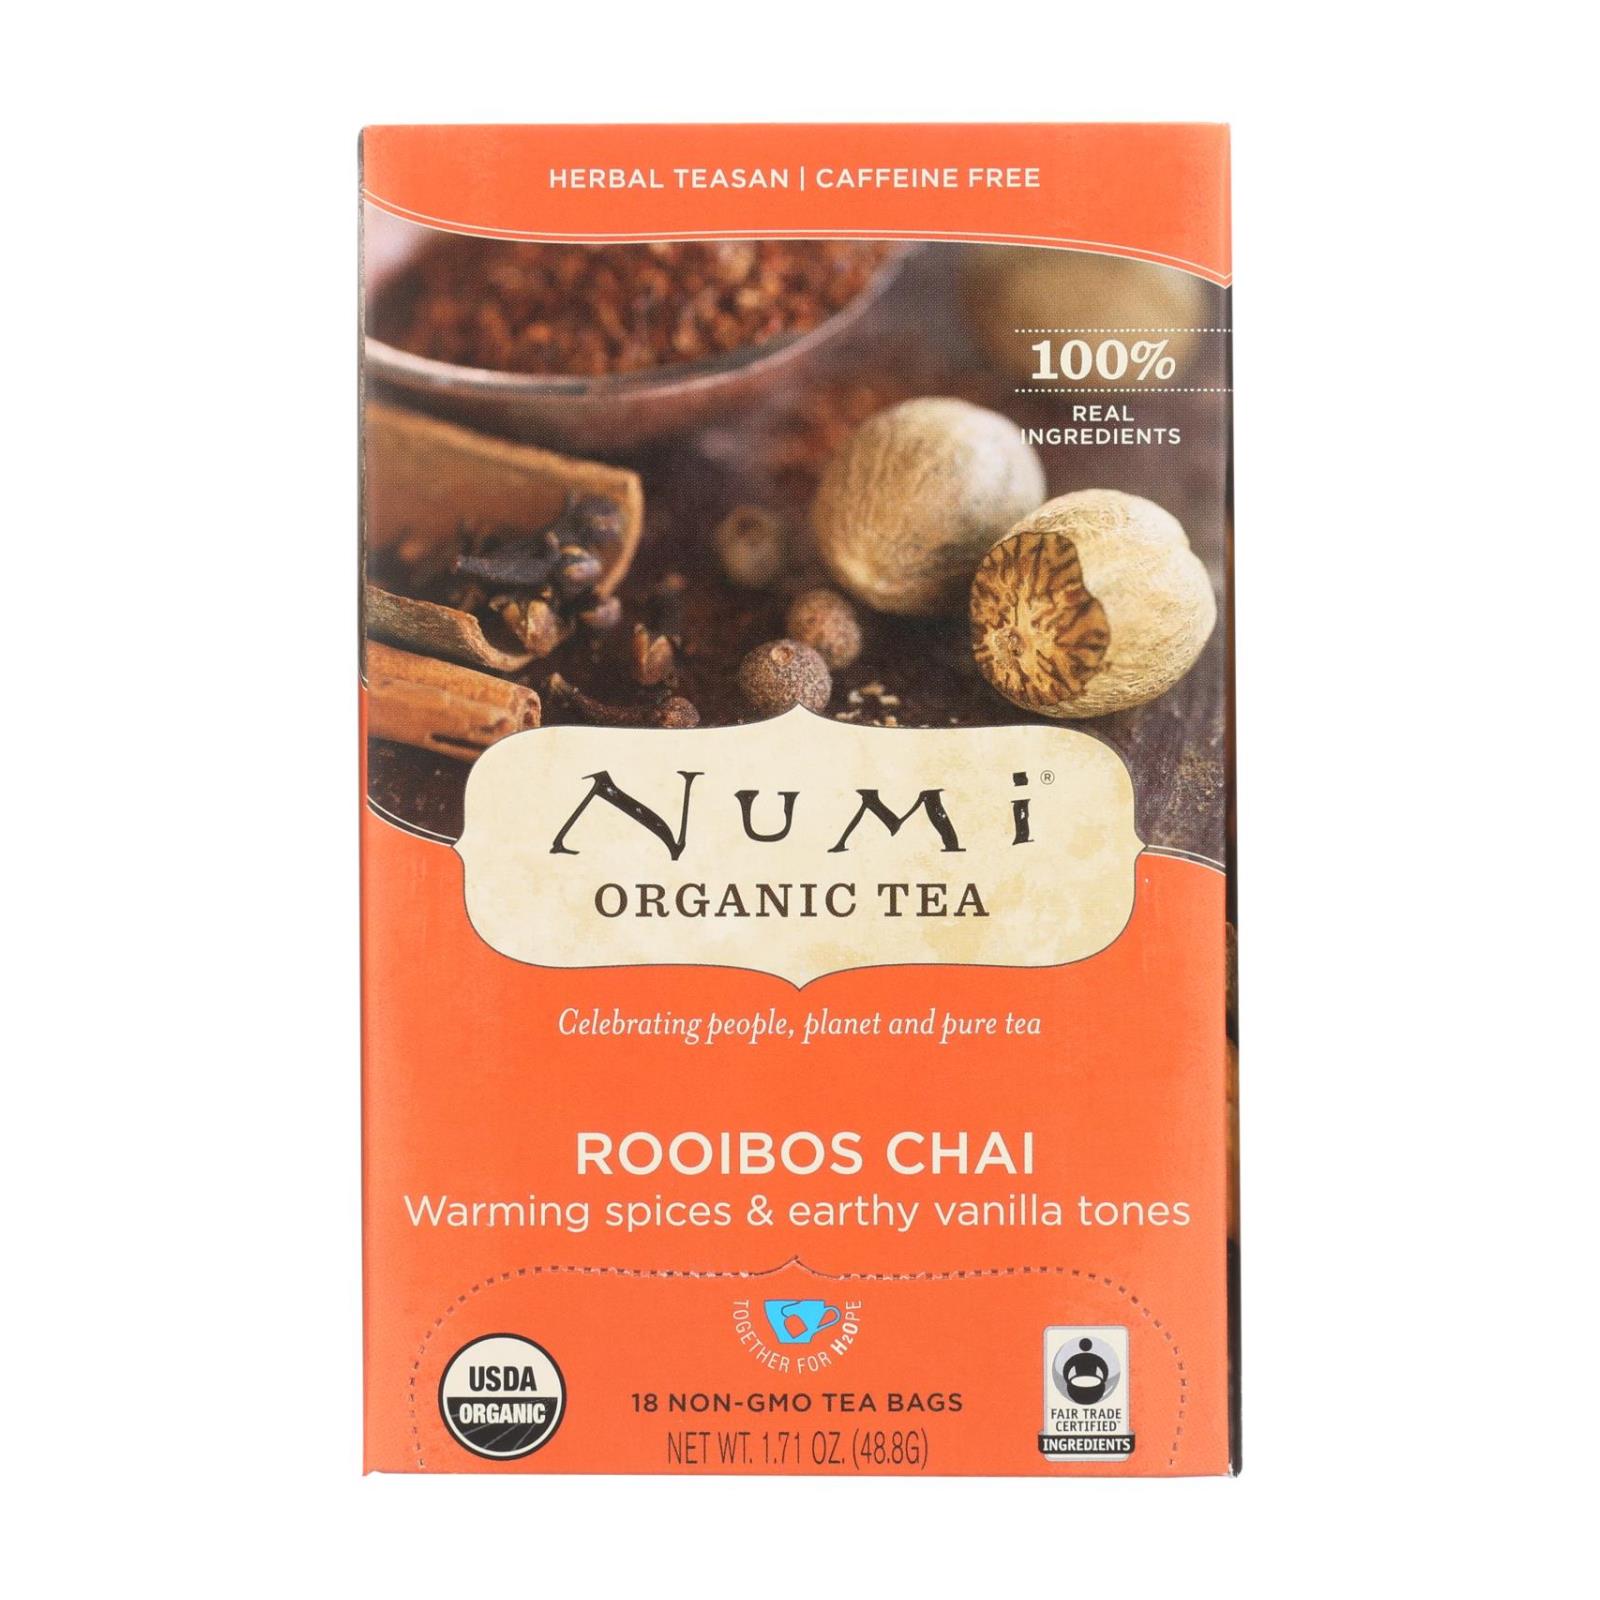 HERBAL TEASAN | CAFFEINE FREE
100%
REAL
INGREDIENTS
NUMi®
ORGANIC TEA
Celebrating people, planet and pure tea
ROOIBOS CHAI
Warming spices & earthy vanilla tones
TOGETHER FOR H2OPE
USDA
ORGANIC
18 NON-GMO TEA BAGS
NET WT. 1.71 OZ. (48.8G)
FAIR TRADE
CERTIFIED™
INGREDIENTS